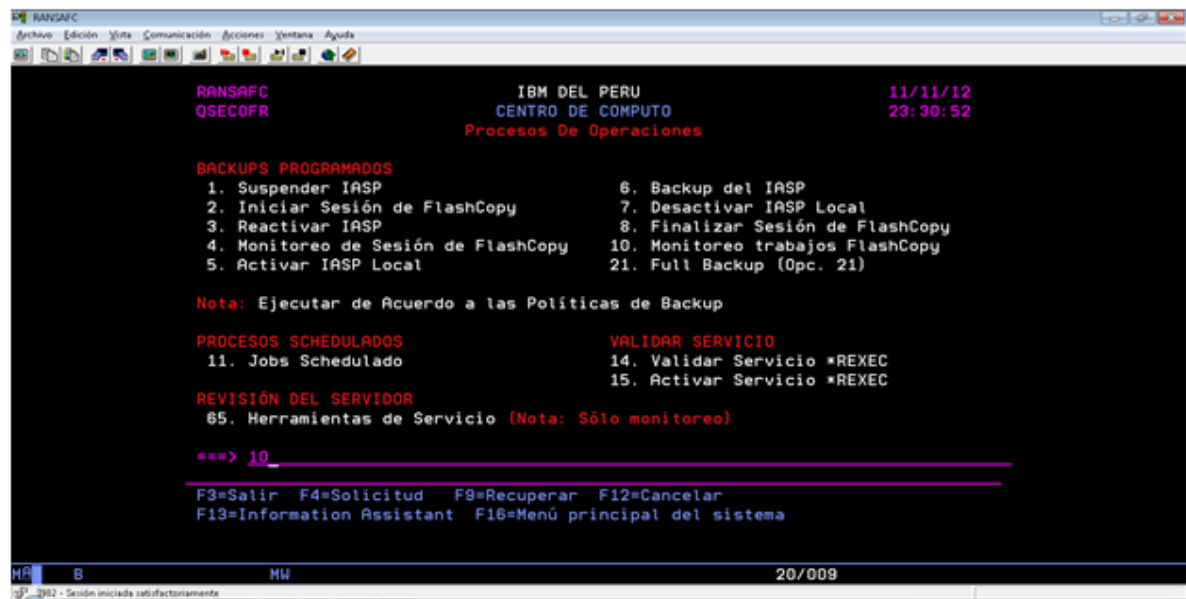 RANSAFC
Archivo Edición Vista Comunicación Acciones Ventana Ayuda
RANSAFC IBM DEL PERU 11/11/12
QSECOFR CENTRO DE COMPUTO 23:30:52
Procesos De Operaciones
BACKUPS PROGRAMADOS
1. Suspender IASP 6. Backup del IASP
2. Iniciar Sesión de FlashCopy 7. Desactivar IASP Local
3. Reactivar IASP 8. Finalizar Sesión de FlashCopy
4. Monitoreo de Sesión de FlashCopy 10. Monitoreo trabajos FlashCopy
5. Activar IASP Local 21. Full Backup (Opc. 21)
Nota: Ejecutar de Acuerdo a las Políticas de Backup
PROCESOS SCHEDULADOS VALIDAR SERVICIO
11. Jobs Schedulado 14. Validar Servicio *REXEC
15. Activar Servicio *REXEC
REVISIÓN DEL SERVIDOR
65. Herramientas de Servicio (Nota: Sólo monitoreo)
===> 10_
F3=Salir F4=Solicitud F9=Recuperar F12=Cancelar
F13=Information Assistant F16=Menú principal del sistema
MA B MW 20/009
I902 - Sesión iniciada satisfactoriamente